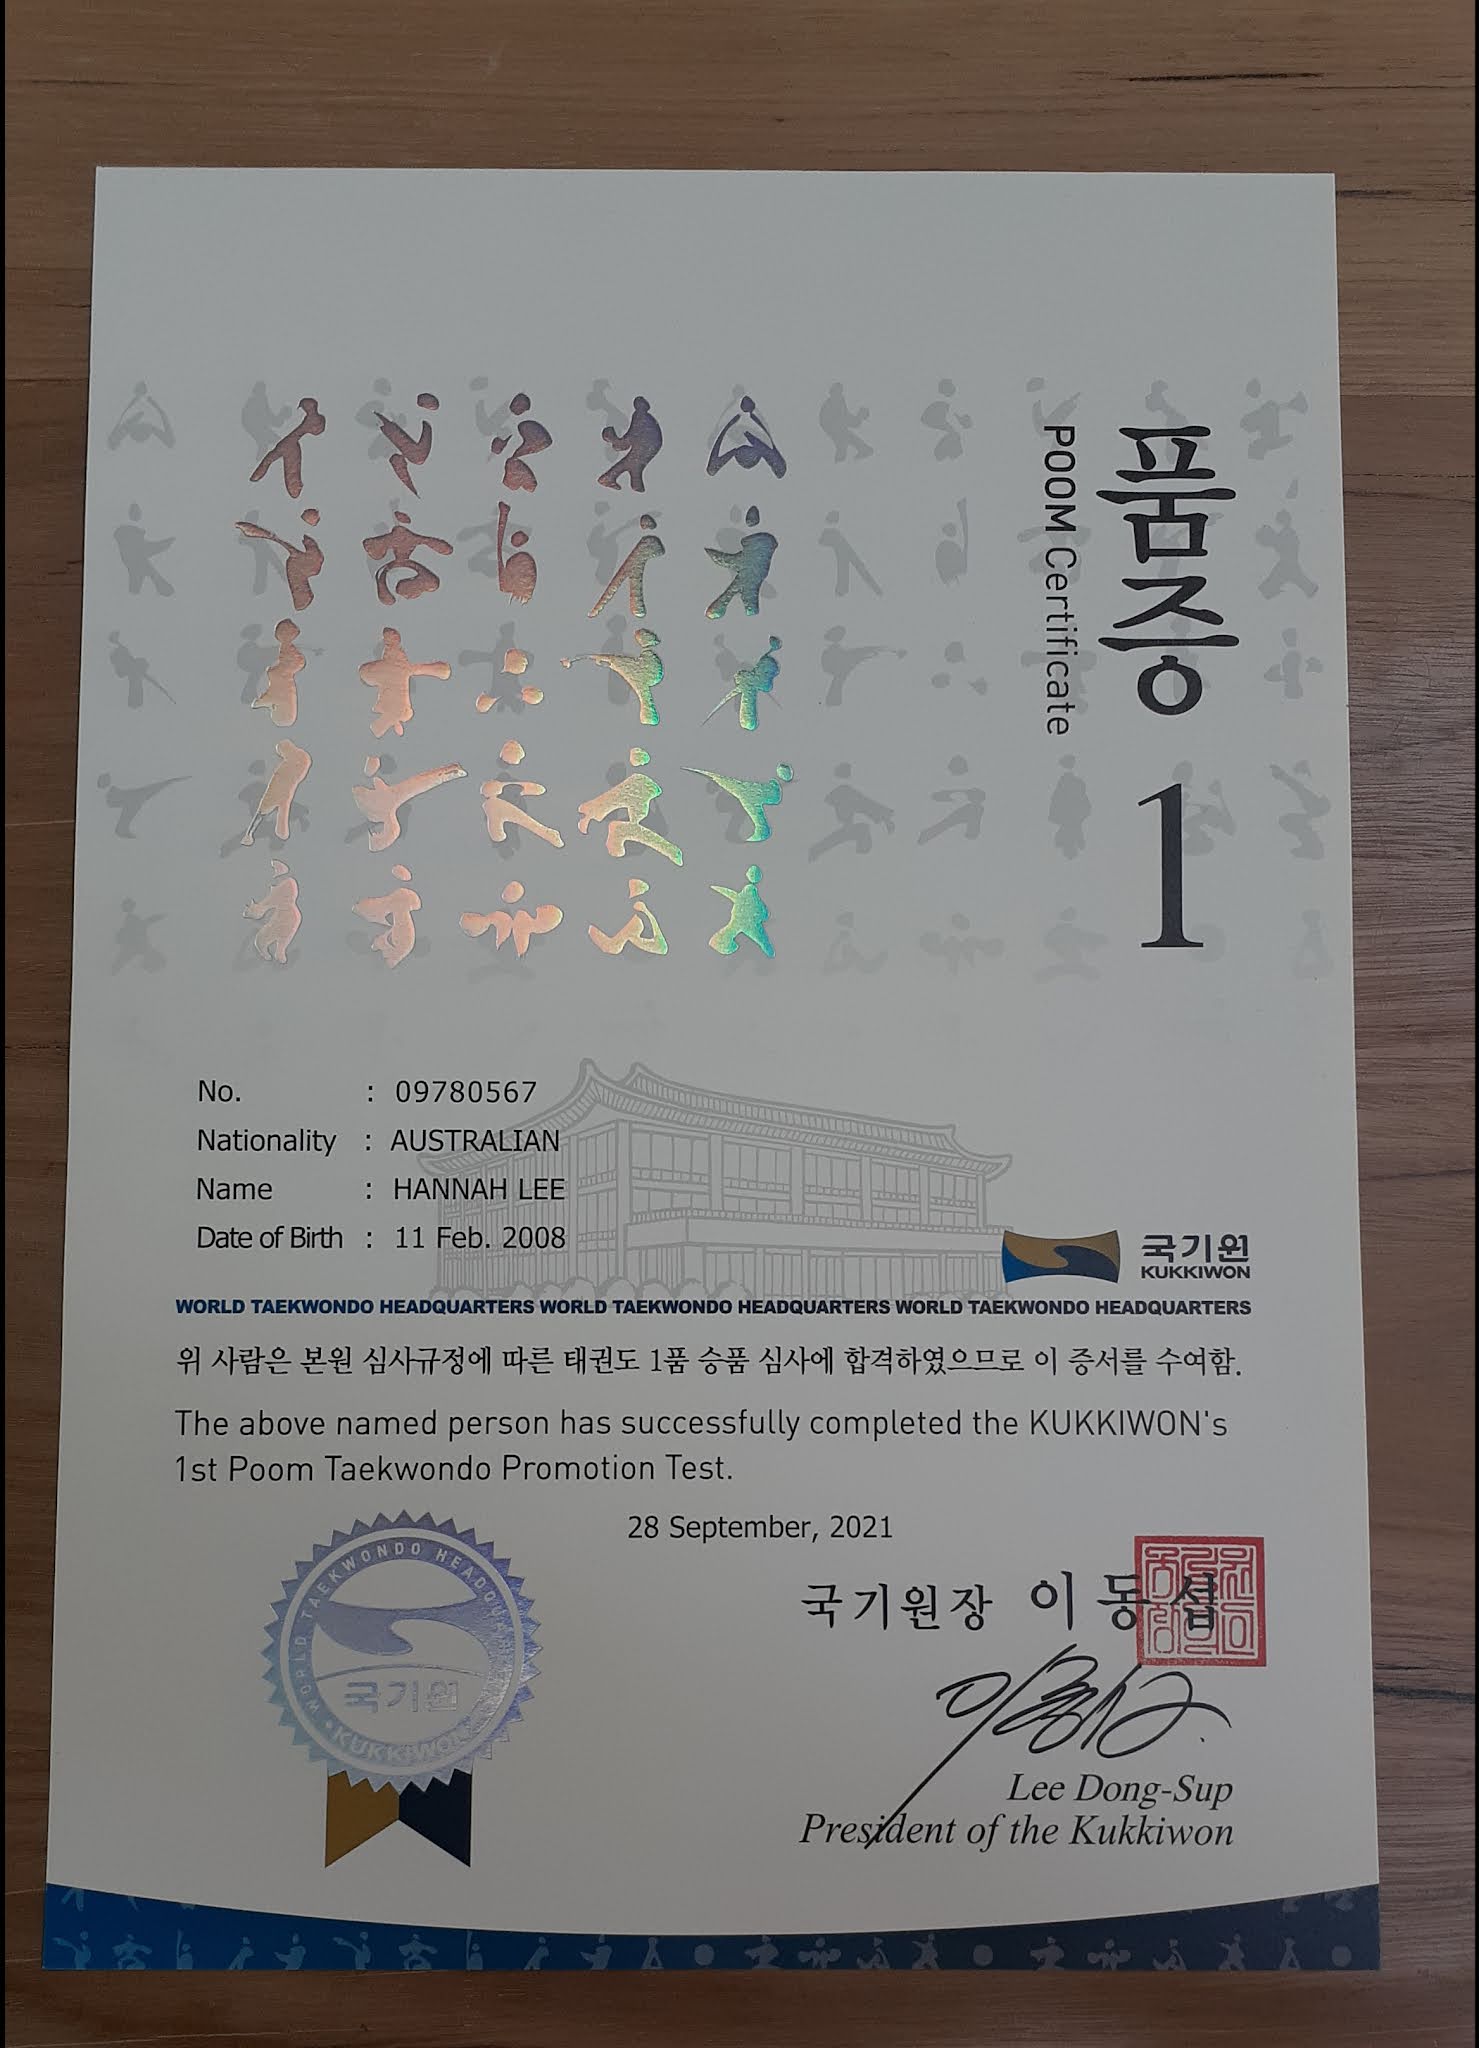 품증 1
POOM Certificate
No. : 09780567
Nationality : AUSTRALIAN
Name : HANNAH LEE
Date of Birth : 11 Feb. 2008
국기원
KUKKIWON
WORLD TAEKWONDO HEADQUARTERS WORLD TAEKWONDO HEADQUARTERS WORLD TAEKWONDO HEADQUARTERS
위 사람은 본원 심사규정에 따른 태권도 1품 승품 심사에 합격하였으므로 이 증서를 수여함.
The above named person has successfully completed the KUKKIWON's
1st Poom Taekwondo Promotion Test.
28 September, 2021
WORLD TAEKWONDO HEADQU
국기원
KUKKIWON
국기원장 이동섭
Lee Dong-Sup
President of the Kukkiwon